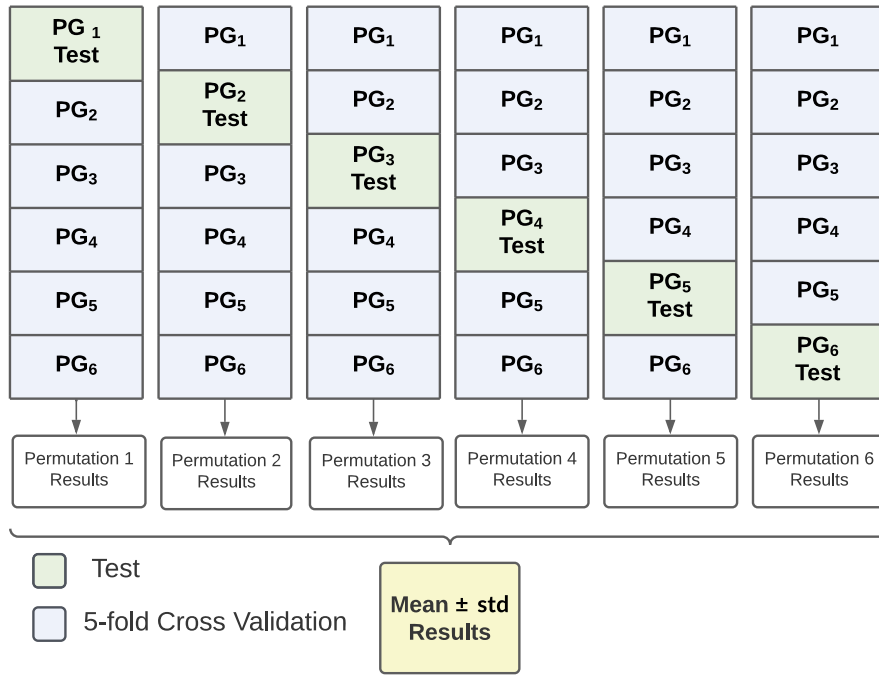 PG 1
Test
PG2
PG3
PG4
PG5
PG6
PG1
PG2
Test
PG3
PG4
PG5
PG6
PG1
PG2
PG3
Test
PG4
PG5
PG6
PG1
PG2
PG3
PG4
Test
PG5
PG6
PG1
PG2
PG3
PG4
PG5
Test
PG6
PG1
PG2
PG3
PG4
PG5
PG6
Test
Permutation 1
Results
Permutation 2
Results
Permutation 3
Results
Permutation 4
Results
Permutation 5
Results
Permutation 6
Results
Test
5-fold Cross Validation
Mean ± std
Results